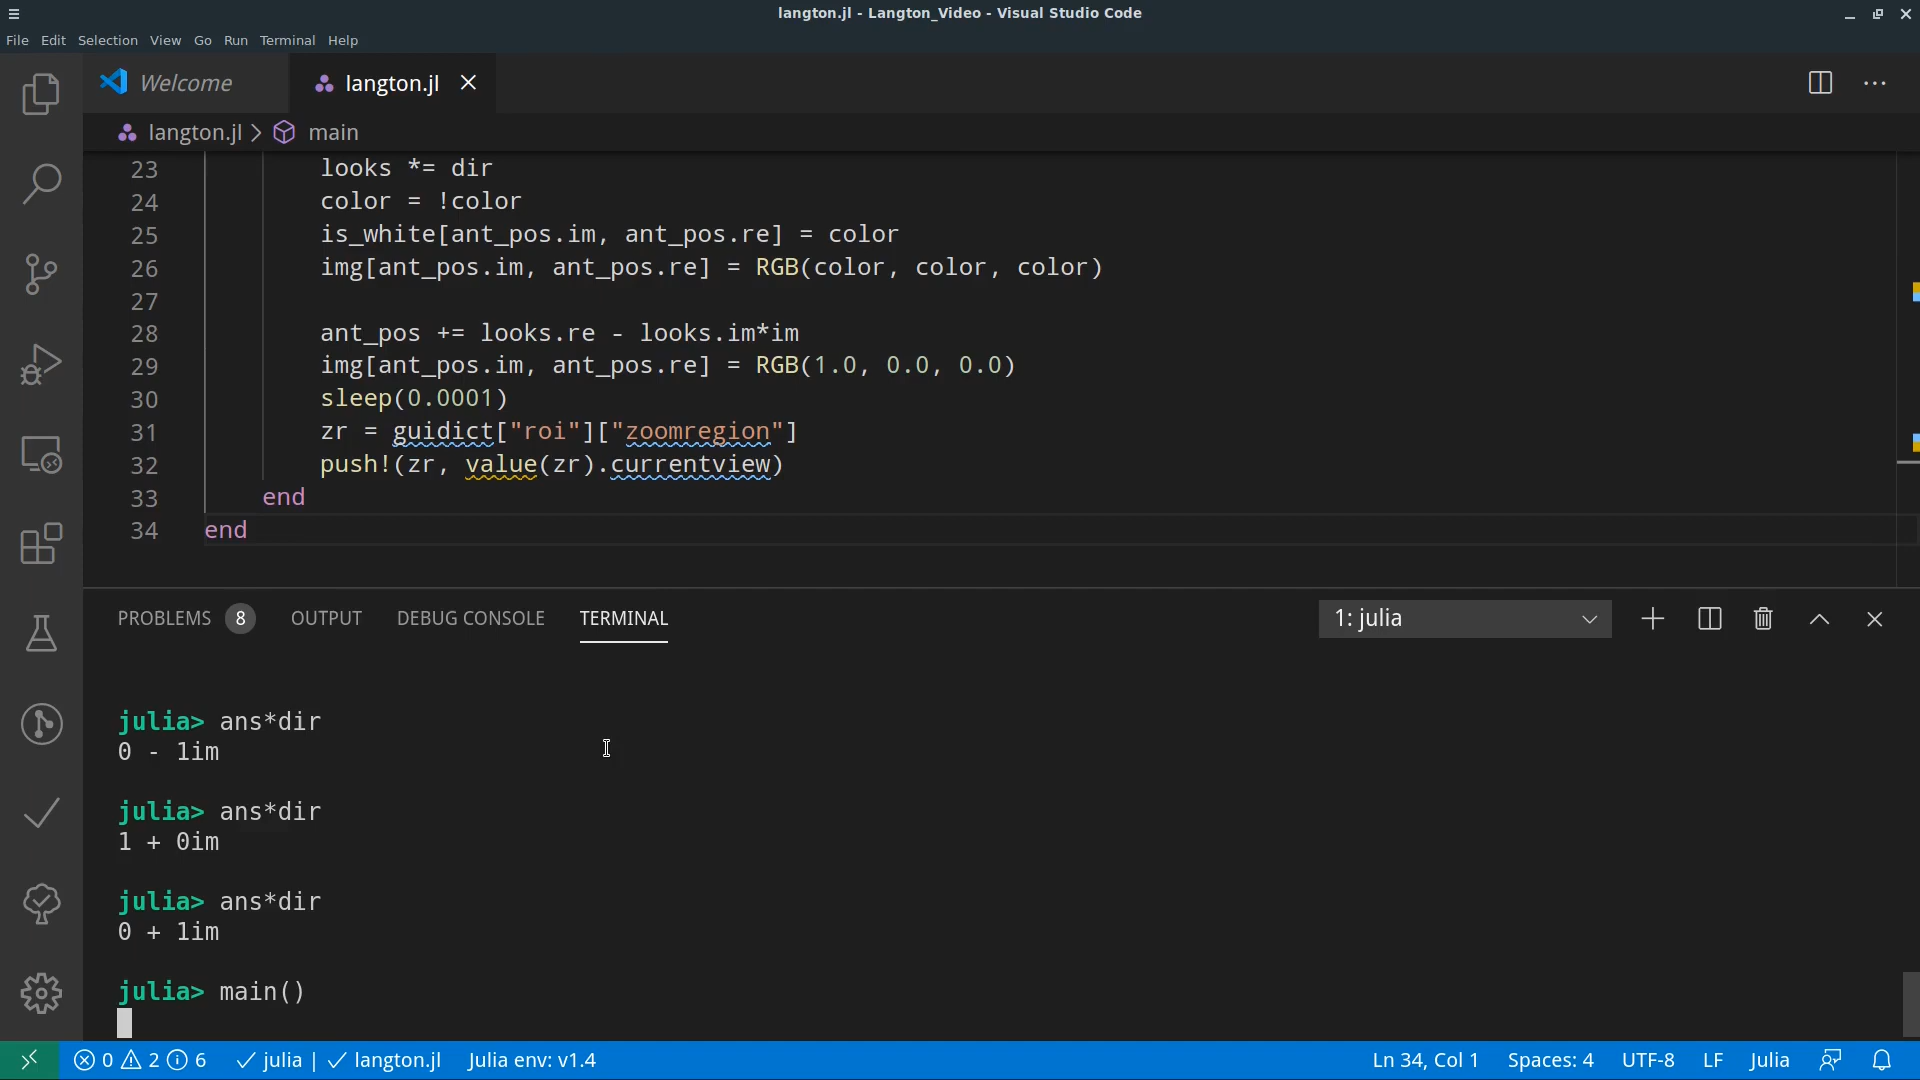 langton.jl - Langton_Video - Visual Studio Code
File Edit Selection View Go Run Terminal Help
Welcome langton.jl
langton.jl > main
23 looks *= dir
24 color = !color
25 is_white[ant_pos.im, ant_pos.re] = color
26 img[ant_pos.im, ant_pos.re] = RGB(color, color, color)
27
28 ant_pos += looks.re - looks.im*im
29 img[ant_pos.im, ant_pos.re] = RGB(1.0, 0.0, 0.0)
30 sleep(0.0001)
31 zr = guidict["roi"]["zoomregion"]
32 push!(zr, value(zr).currentview)
33 end
34 end
PROBLEMS 8 OUTPUT DEBUG CONSOLE TERMINAL 1: julia
julia> ans*dir
0 - 1im
julia> ans*dir
1 + 0im
julia> ans*dir
0 + 1im
julia> main()
0 2 6 julia | langton.jl Julia env: v1.4 Ln 34, Col 1 Spaces: 4 UTF-8 LF Julia